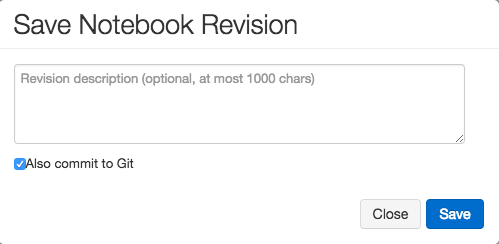 Save Notebook Revision
Revision description (optional, at most 1000 chars)
Also commit to Git
Close Save